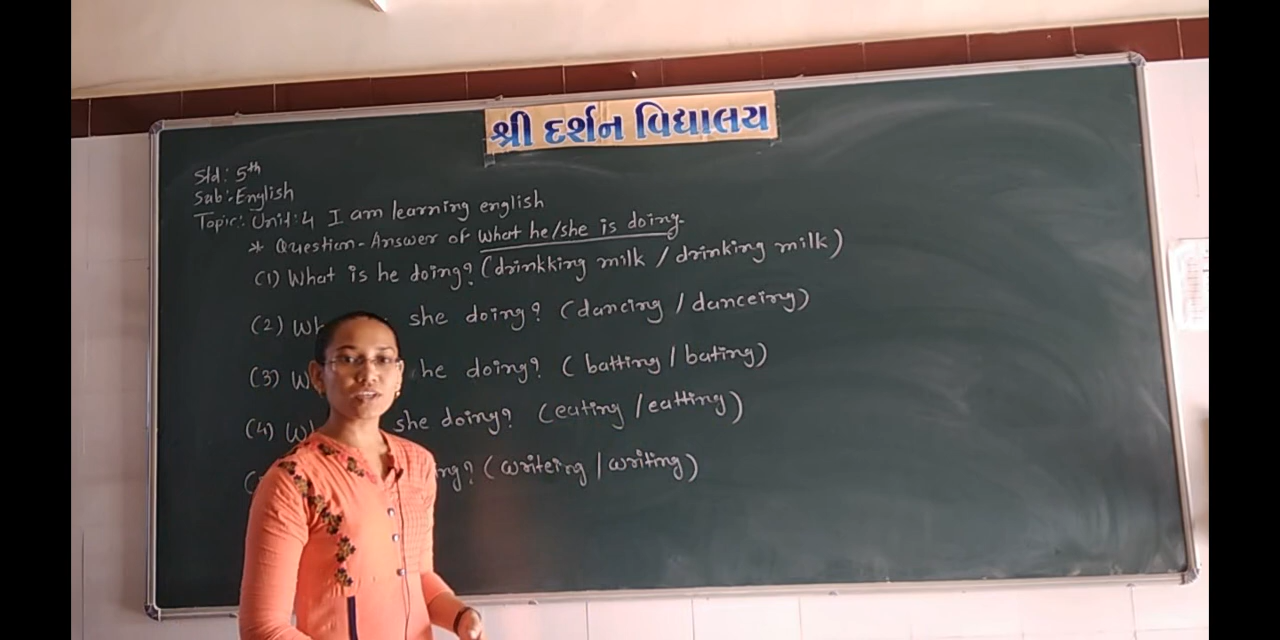 શ્રી દર્શન વિદ્યાલય
Std: 5th
Sub:- English
Topic:- Unit:4 I am learning english
* Question-Answer of what he/she is doing.
(1) What is he doing? (drinkking milk / drinking milk)
(2) she doing? (dancing / danceing)
(3) he doing? (batting / bating)
(4) she doing? (eating / eatting)
(writeing / writing)